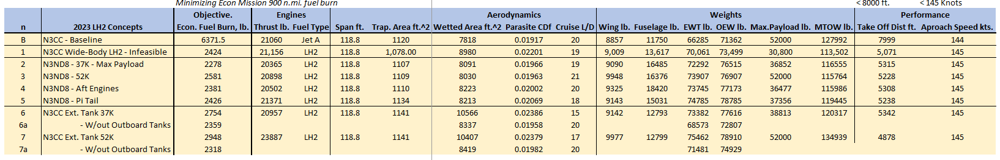 Minimizing Econ Mission 900 n.mi. fuel burn < 8000 ft. < 145 Knots
Objective. Engines Aerodynamics Weights Performance
n 2023 LH2 Concepts Econ. Fuel Burn, lb. Thrust lb. Fuel Type Span ft. Trap. Area ft.^2 Wetted Area ft.^2 Parasite CDf Cruise L/D Wing lb. Fuselage lb. EWT lb. OEW lb. Max.Payload lb. MTOW lb. Take Off Dist ft. Aproach Speed kts.
B N3CC - Baseline 6371.5 21060 Jet A 118.8 1120 7818 0.01917 20 8857 11750 66285 71362 52000 127992 7999 144
1 N3CC Wide-Body LH2 - Infeasible 2424 21,156 LH2 118.8 1,078.00 8980 0.02201 19 9,009 13,617 70,061 73,499 30,800 113,502 5,071 145
2 N3ND8 - 37K - Max Payload 2278 20365 LH2 118.8 1107 8091 0.01966 19 9090 16485 72292 76515 36852 116555 5315 145
3 N3ND8 - 52K 2581 20898 LH2 118.8 1109 8030 0.01963 21 9948 16376 73907 76907 52000 115764 5228 145
4 N3ND8 - Aft Engines 2381 20502 LH2 118.8 1110 8223 0.02002 20 9325 18420 73745 77173 36477 115986 5308 145
5 N3ND8 - Pi Tail 2426 21371 LH2 118.8 1134 8213 0.02069 18 9143 15031 74785 78785 37356 119445 5238 145
6 N3CC Ext. Tank 37K 2754 20957 LH2 118.8 1141 10566 0.02386 15 9142 12793 73382 77616 38813 120317 5342 145
6a - W/out Outboard Tanks 2359 8337 0.01958 20 68573 72807
7 N3CC Ext. Tank 52K 2948 23887 LH2 118.8 1141 10407 0.02379 17 9977 12799 75462 78910 52000 134939 4878 145
7a - W/out Outboard Tanks 2318 8419 0.01982 20 71481 74929